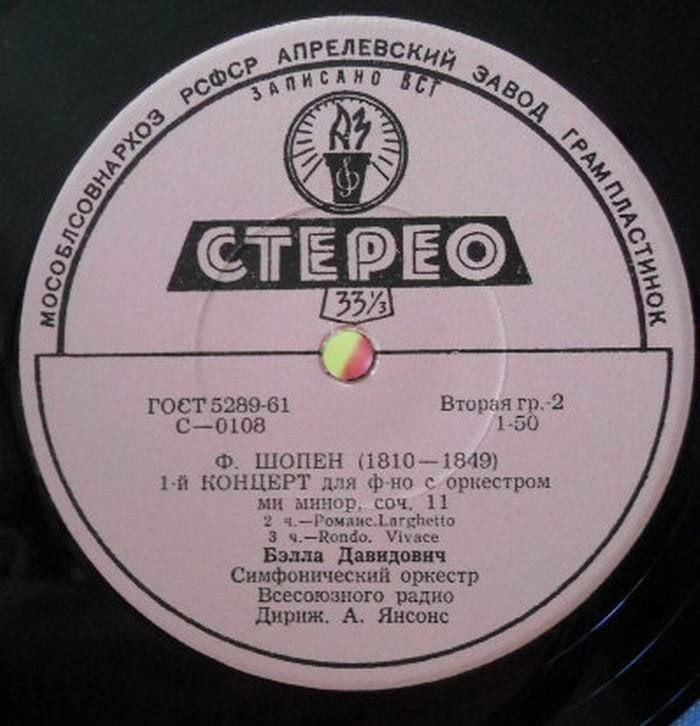 МОСОБЛСОВНАРХОЗ РСФСР АПРЕЛЕВСКИЙ ЗАВОД ГРАМПЛАСТИНОК
ЗАПИСАНО ВСГ
АЗ
СТЕРЕО
33⅓
ГОСТ 5289-61
Вторая гр.-2
С—0108
1-50
Ф. ШОПЕН (1810—1849)
1-й КОНЦЕРТ для ф-но с оркестром
ми минор, соч. 11
2 ч.—Романс.Larghetto
3 ч.—Rondo. Vivace
Бэлла Давидович
Симфонический оркестр
Всесоюзного радио
Дириж. А. Янсонс